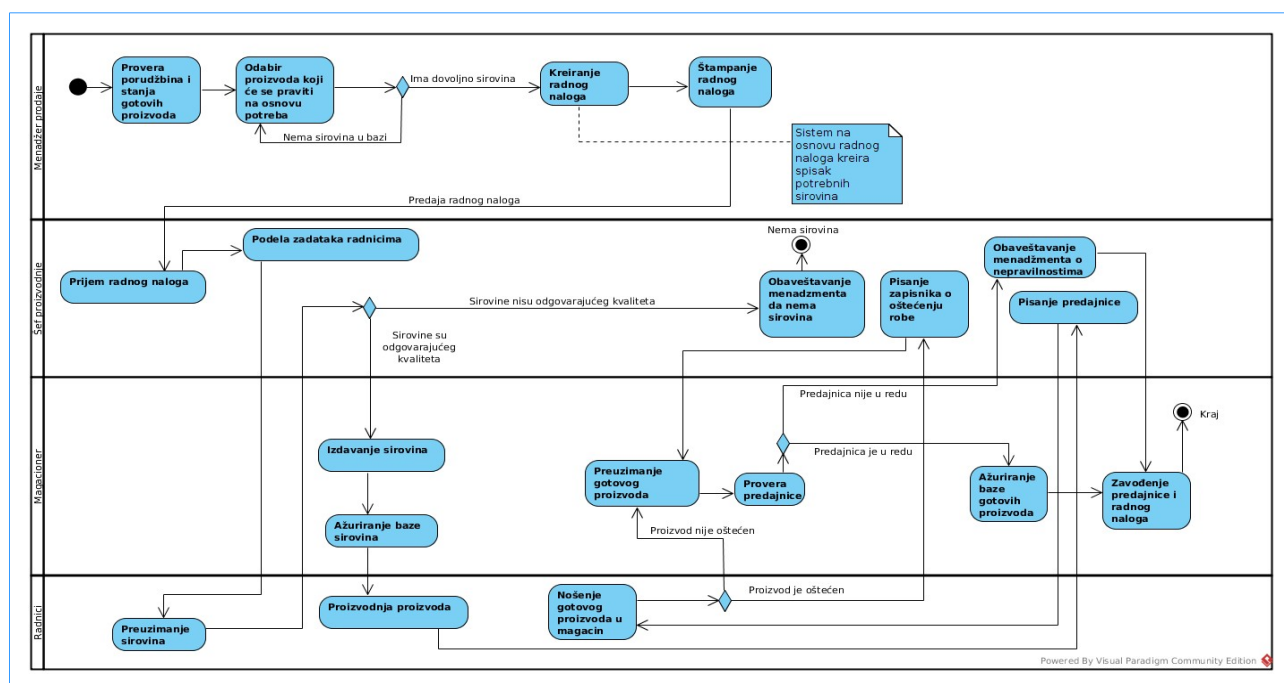 Menadžer prodaje
Provera
porudžbina i
stanja
gotovih
proizvoda
Odabir
proizvoda koji
će se praviti
na osnovu
potreba
Ima dovoljno sirovina
Nema sirovina u bazi
Kreiranje
radnog
naloga
Štampanje
radnog
naloga
Sistem na
osnovu radnog
naloga kreira
spisak
potrebnih
sirovina
Predaja radnog naloga
Šef proizvodnje
Prijem radnog naloga
Podela zadataka radnicima
Sirovine nisu odgovarajućeg kvaliteta
Sirovine su
odgovarajućeg
kvaliteta
Nema sirovina
Obaveštavanje
menadzmenta
da nema
sirovina
Pisanje
zapisnika o
oštećenju
robe
Obaveštavanje
menadžmenta o
nepravilnostima
Pisanje predajnice
Magacioner
Izdavanje sirovina
Ažuriranje baze
sirovina
Preuzimanje
gotovog
proizvoda
Provera
predajnice
Predajnica nije u redu
Predajnica je u redu
Ažuriranje
baze
gotovih
proizvoda
Zavođenje
predajnice i
radnog
naloga
Kraj
Proizvod nije oštećen
Radnici
Preuzimanje
sirovina
Proizvodnja proizvoda
Nošenje
gotovog
proizvoda u
magacin
Proizvod je oštećen
Powered By Visual Paradigm Community Edition